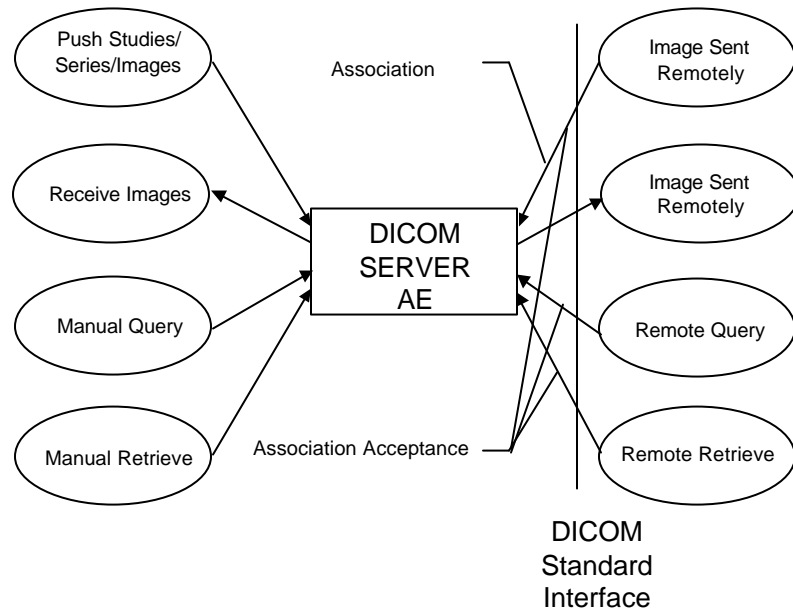 Push Studies/
Series/Images
Association
Image Sent
Remotely
Receive Images
Image Sent
Remotely
DICOM
SERVER
AE
Manual Query
Remote Query
Manual Retrieve
Association Acceptance
Remote Retrieve
DICOM
Standard
Interface